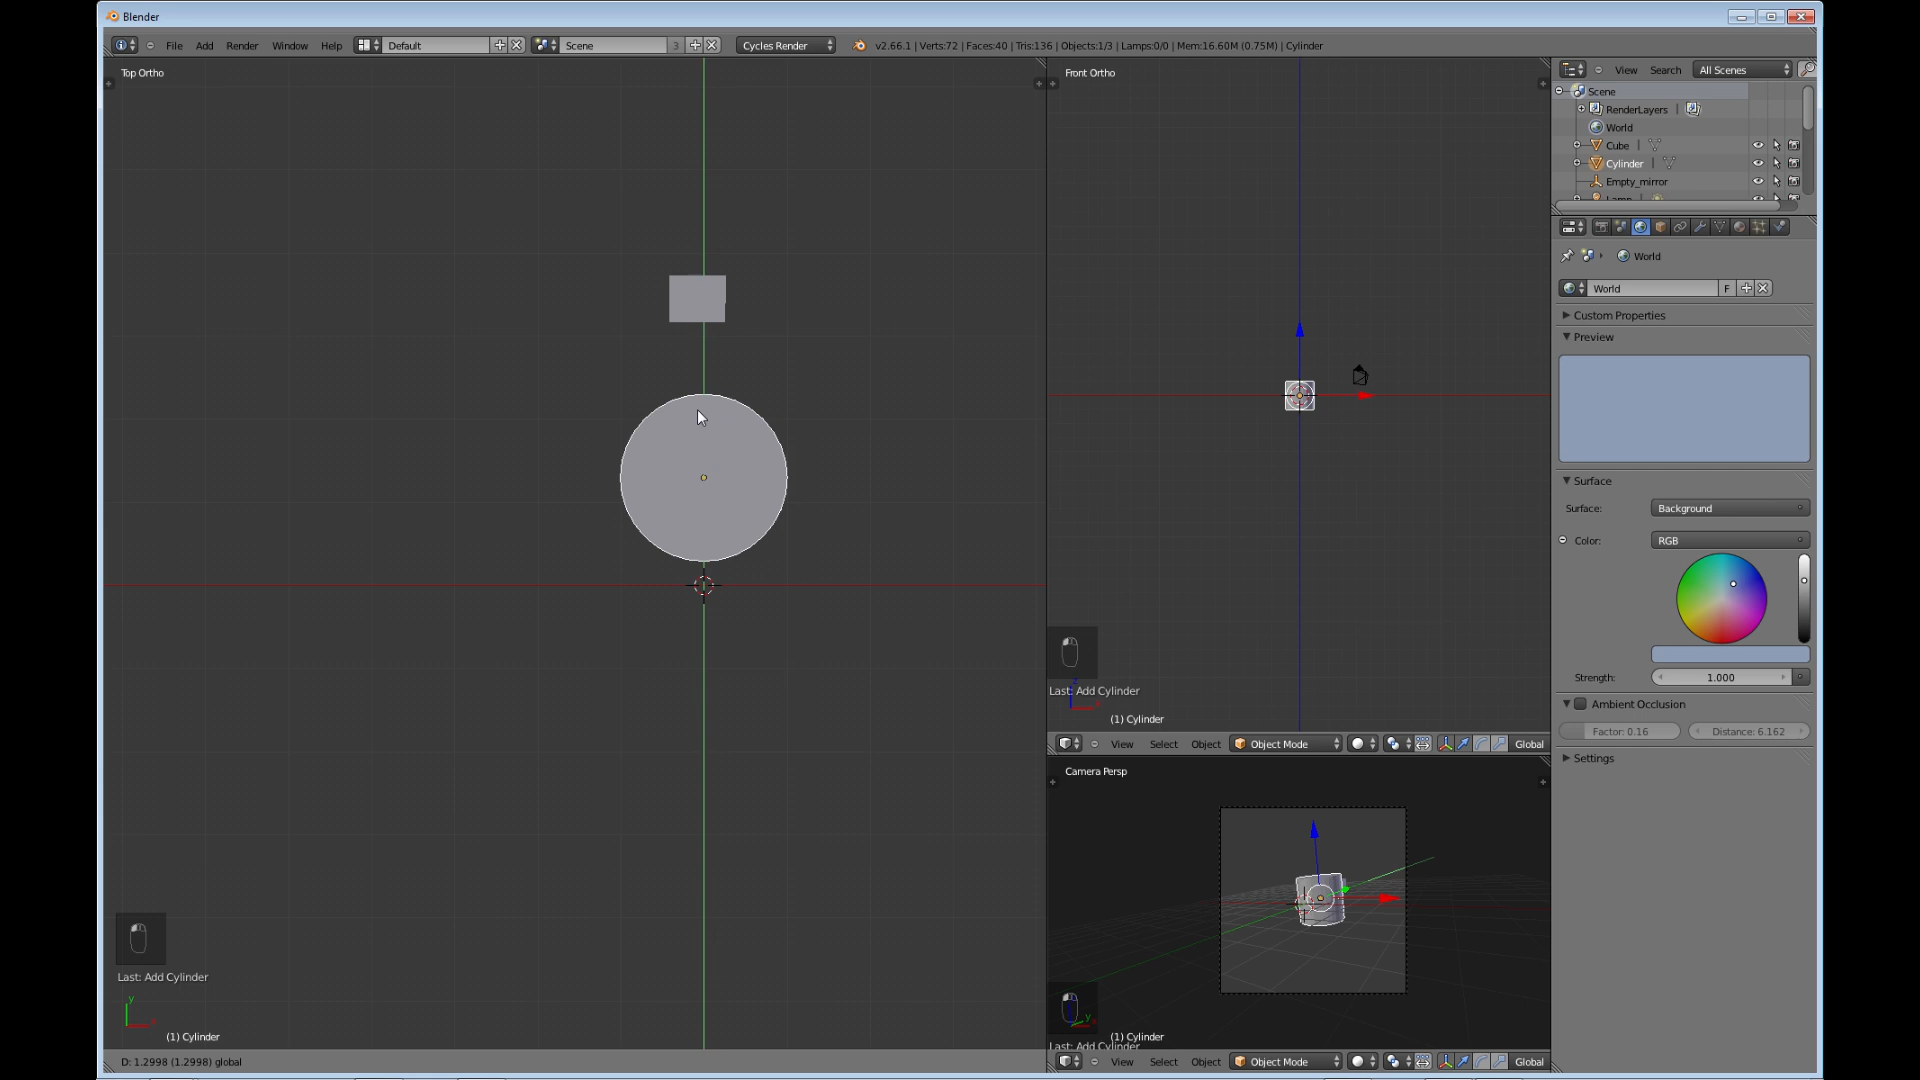 Blender
File Add Render Window Help Default Scene 3 Cycles Render v2.66.1 | Verts:72 | Faces:40 | Tris:136 | Objects:1/3 | Lamps:0/0 | Mem:16.60M (0.75M) | Cylinder
Top Ortho
Last: Add Cylinder
y
(1) Cylinder
D: 1.2998 (1.2998) global
Front Ortho
Last: Add Cylinder
(1) Cylinder
View Select Object Object Mode Global
Camera Persp
(1) Cylinder
Last: Add Cylinder
View Select Object Object Mode Global
View Search All Scenes
Scene
RenderLayers |
World
Cube |
Cylinder |
Empty_mirror
World
World F
Custom Properties
Preview
Surface
Surface: Background
Color: RGB
Strength: 1.000
Ambient Occlusion
Factor: 0.16 Distance: 6.162
Settings